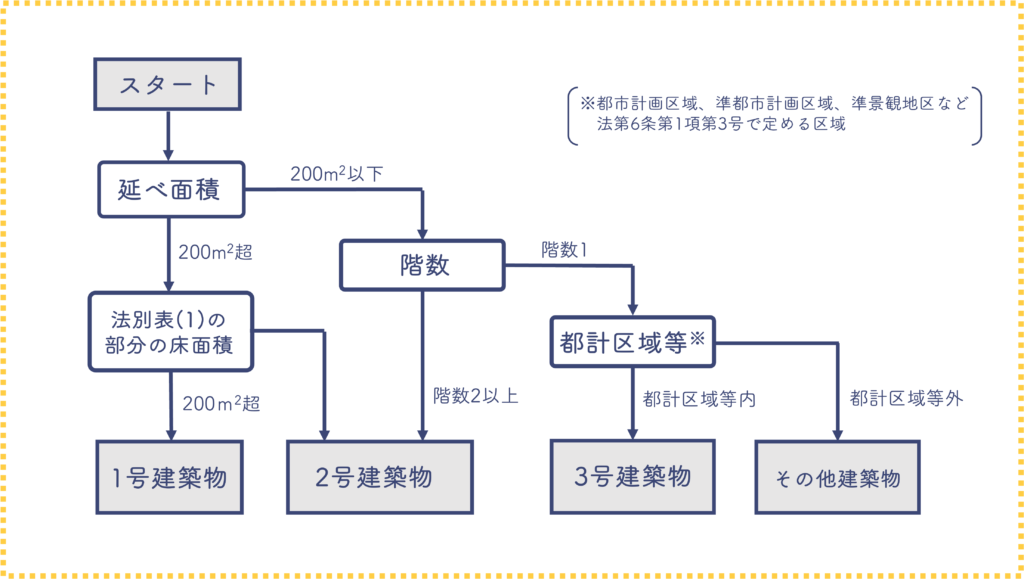 スタート
※都市計画区域、準都市計画区域、準景観地区など
法第6条第1項第3号で定める区域
延べ面積
200m²以下
200m²超
階数
階数1
法別表(1)の
部分の床面積
都計区域等※
200m²超
階数2以上
都計区域等内
都計区域等外
1号建築物
2号建築物
3号建築物
その他建築物